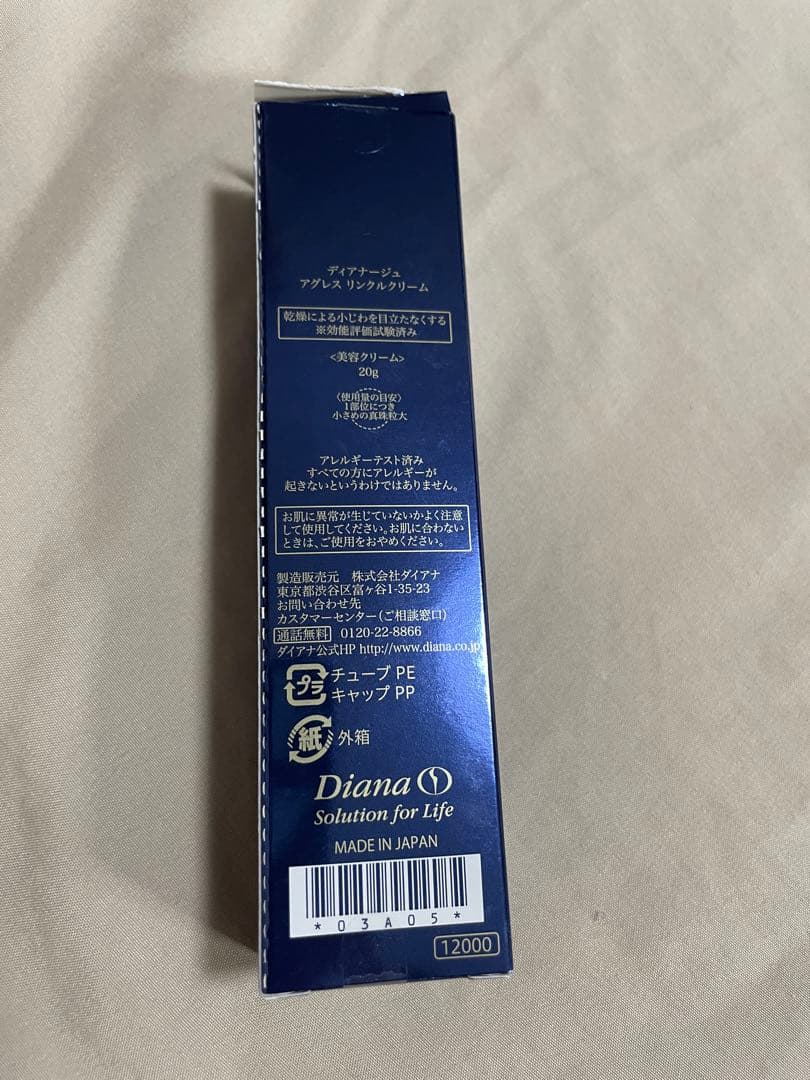 ディアナージュ
アグレス リンクルクリーム
乾燥による小じわを目立たなくする
※効能評価試験済み
<美容クリーム>
20g
〈使用量の目安〉
1部位につき
小さめの真珠粒大
アレルギーテスト済み
すべての方にアレルギーが
起きないというわけではありません。
お肌に異常が生じていないかよく注意
して使用してください。お肌に合わない
ときは、ご使用をおやめください。
製造販売元　株式会社ダイアナ
東京都渋谷区富ヶ谷1-35-23
お問い合わせ先
カスタマーセンター(ご相談窓口)
通話無料 0120-22-8866
ダイアナ公式HP http://www.diana.co.jp
プラ チューブ PE
キャップ PP
紙 外箱
Diana
Solution for Life
MADE IN JAPAN
*03A05*
12000